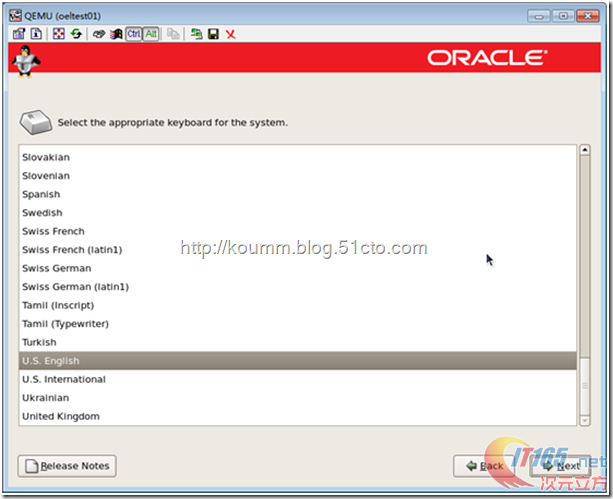 QEMU (oeltest01)
Ctrl Alt
ORACLE®
Select the appropriate keyboard for the system.
Slovakian
Slovenian
Spanish
Swedish
Swiss French
Swiss French (latin1)
http://koumm.blog.51cto.com
Swiss German
Swiss German (latin1)
Tamil (Inscript)
Tamil (Typewriter)
Turkish
U.S. English
U.S. International
Ukrainian
United Kingdom
Release Notes
Back
Next
IT165.net
次元立方